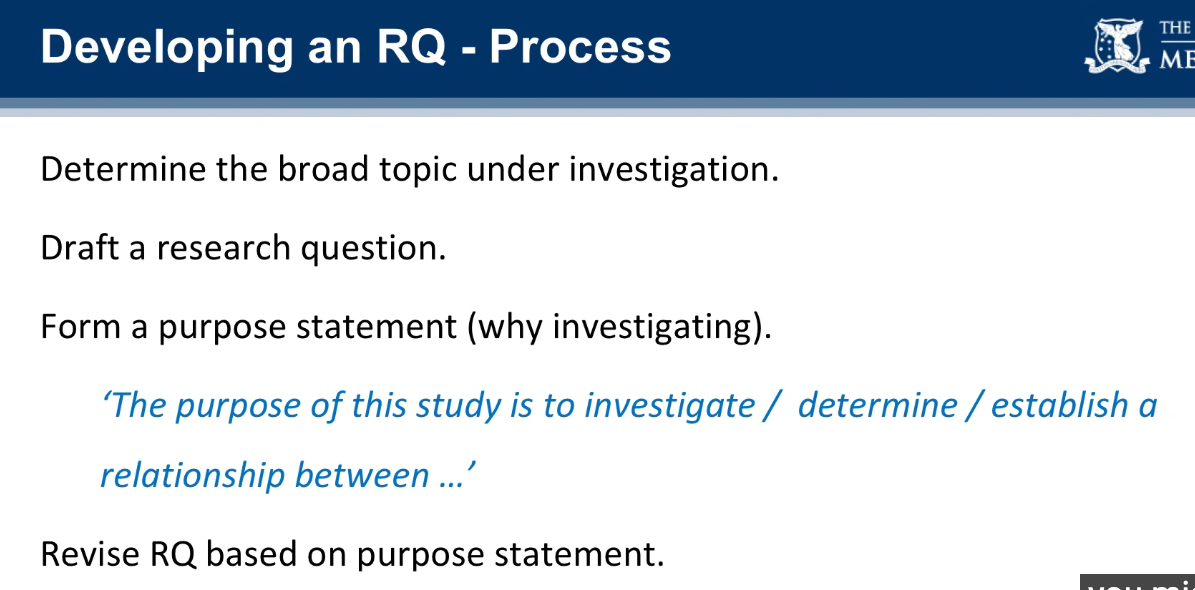 Developing an RQ - Process
THE
ME
Determine the broad topic under investigation.
Draft a research question.
Form a purpose statement (why investigating).
‘The purpose of this study is to investigate /  determine / establish a
relationship between …’
Revise RQ based on purpose statement.